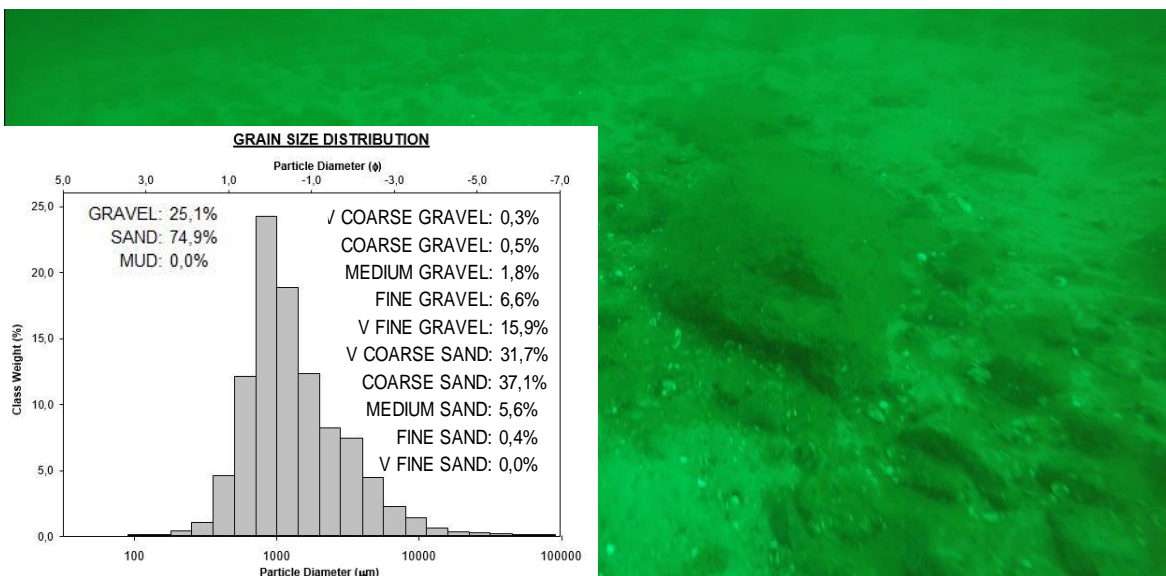 GRAIN SIZE DISTRIBUTION
Particle Diameter (ϕ)
5,0 3,0 1,0 -1,0 -3,0 -5,0 -7,0
GRAVEL: 25,1%
SAND: 74,9%
MUD: 0,0%
V COARSE GRAVEL: 0,3%
COARSE GRAVEL: 0,5%
MEDIUM GRAVEL: 1,8%
FINE GRAVEL: 6,6%
V FINE GRAVEL: 15,9%
V COARSE SAND: 31,7%
COARSE SAND: 37,1%
MEDIUM SAND: 5,6%
FINE SAND: 0,4%
V FINE SAND: 0,0%
Class Weight (%)
25,0
20,0
15,0
10,0
5,0
0,0
100 1000 10000 100000
Particle Diameter (µm)